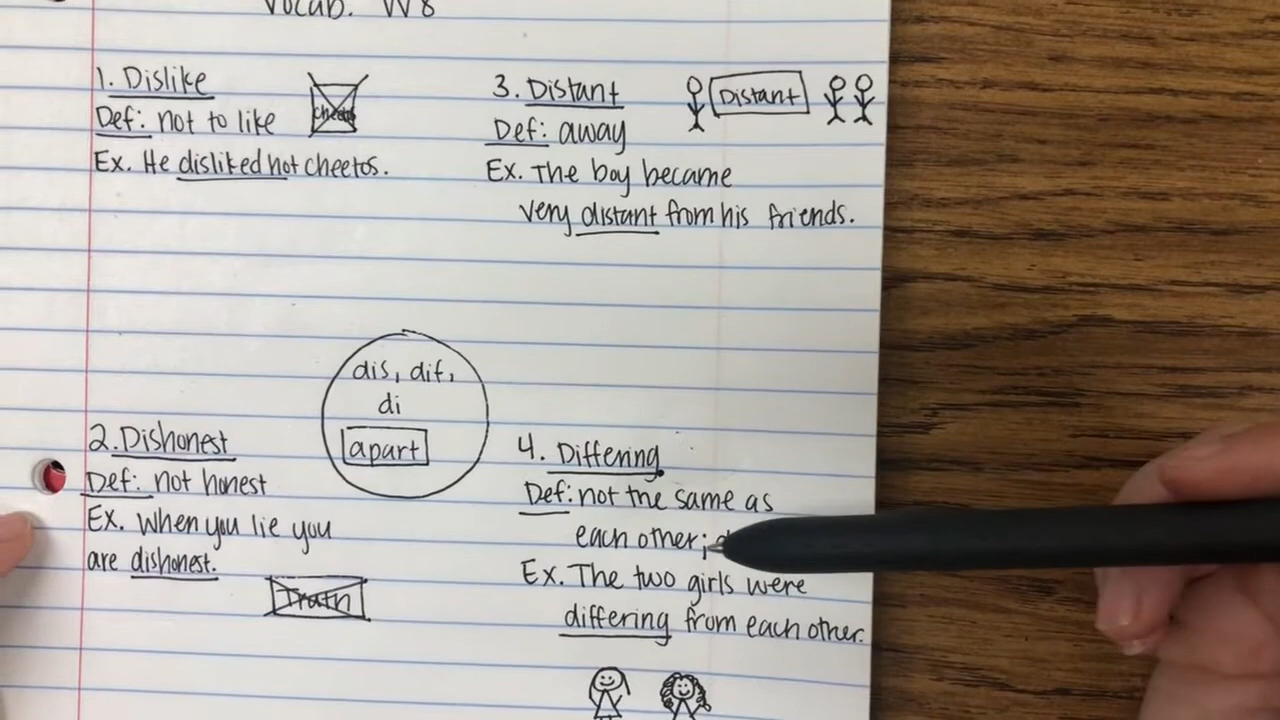 Vocab. W8
1. Dislike
Def: not to like
Cheetos
Ex. He disliked hot cheetos.
3. Distant
Distant
Def: away
Ex. The boy became
very distant from his friends.
dis, dif,
di
apart
2. Dishonest
Def: not honest
Ex. When you lie you
are dishonest.
Truth
4. Differing
Def: not the same as
each other;
Ex. The two girls were
differing from each other.